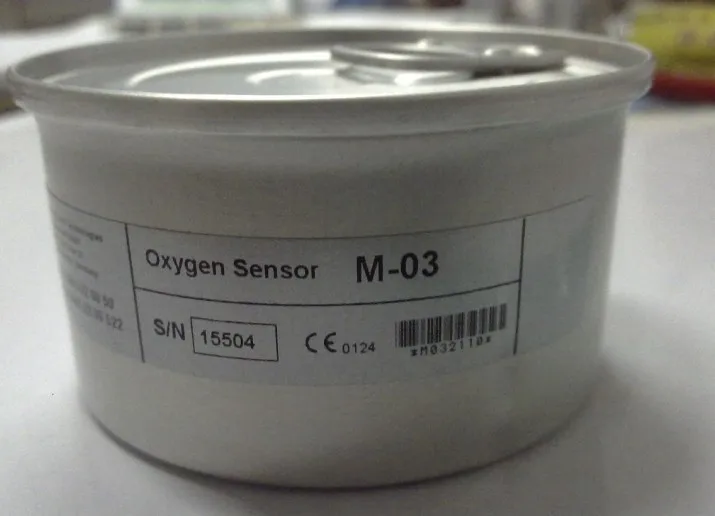 Oxygen Sensor M-03
S/N 15504 CE 0124
*M032110*